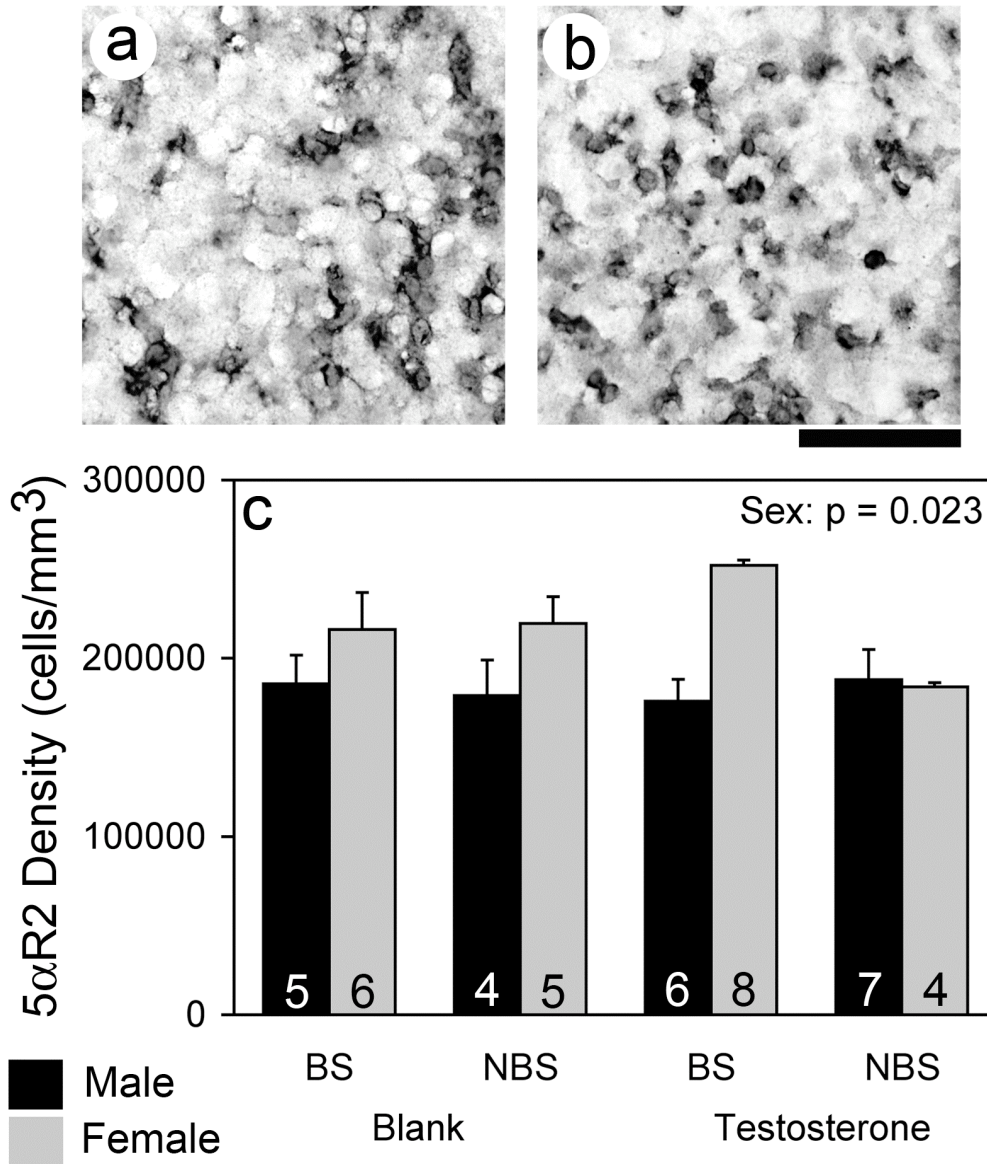 a
b
300000
c
Sex: p = 0.023
200000
100000
0
5αR2 Density (cells/mm³)
5 6 4 5 6 8 7 4
BS NBS BS NBS
Blank Testosterone
Male
Female